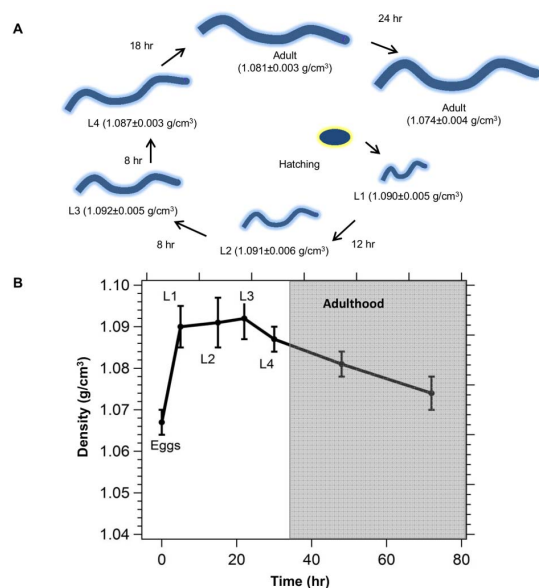 A
18 hr
24 hr
Adult
(1.081±0.003 g/cm³)
Adult
(1.074±0.004 g/cm³)
L4 (1.087±0.003 g/cm³)
8 hr
Hatching
L1 (1.090±0.005 g/cm³)
L3 (1.092±0.005 g/cm³)
8 hr
L2 (1.091±0.006 g/cm³)
12 hr
B
Density (g/cm³)
1.10
1.09
1.08
1.07
1.06
1.05
1.04
L1
L3
L2
L4
Eggs
Adulthood
0
20
40
60
80
Time (hr)